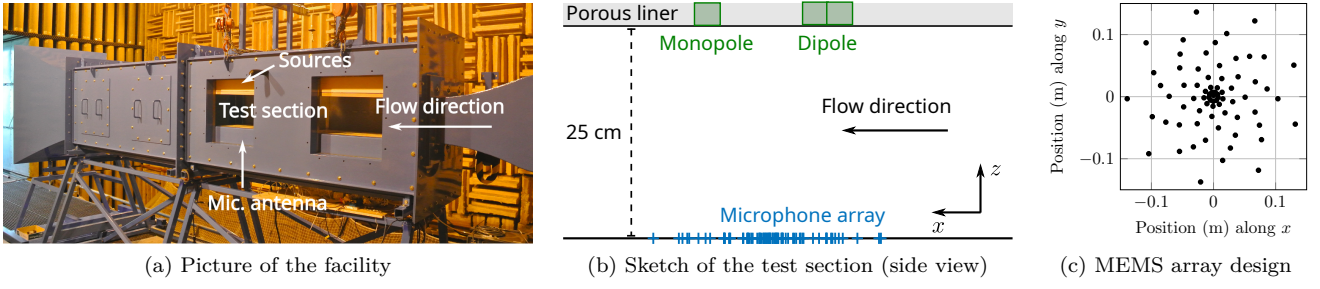 Sources
Test section
Flow direction
Mic. antenna
(a) Picture of the facility
Porous liner
Monopole
Dipole
Flow direction
25 cm
z
x
Microphone array
(b) Sketch of the test section (side view)
Position (m) along y
0.1
0
−0.1
−0.1
0
0.1
Position (m) along x
(c) MEMS array design